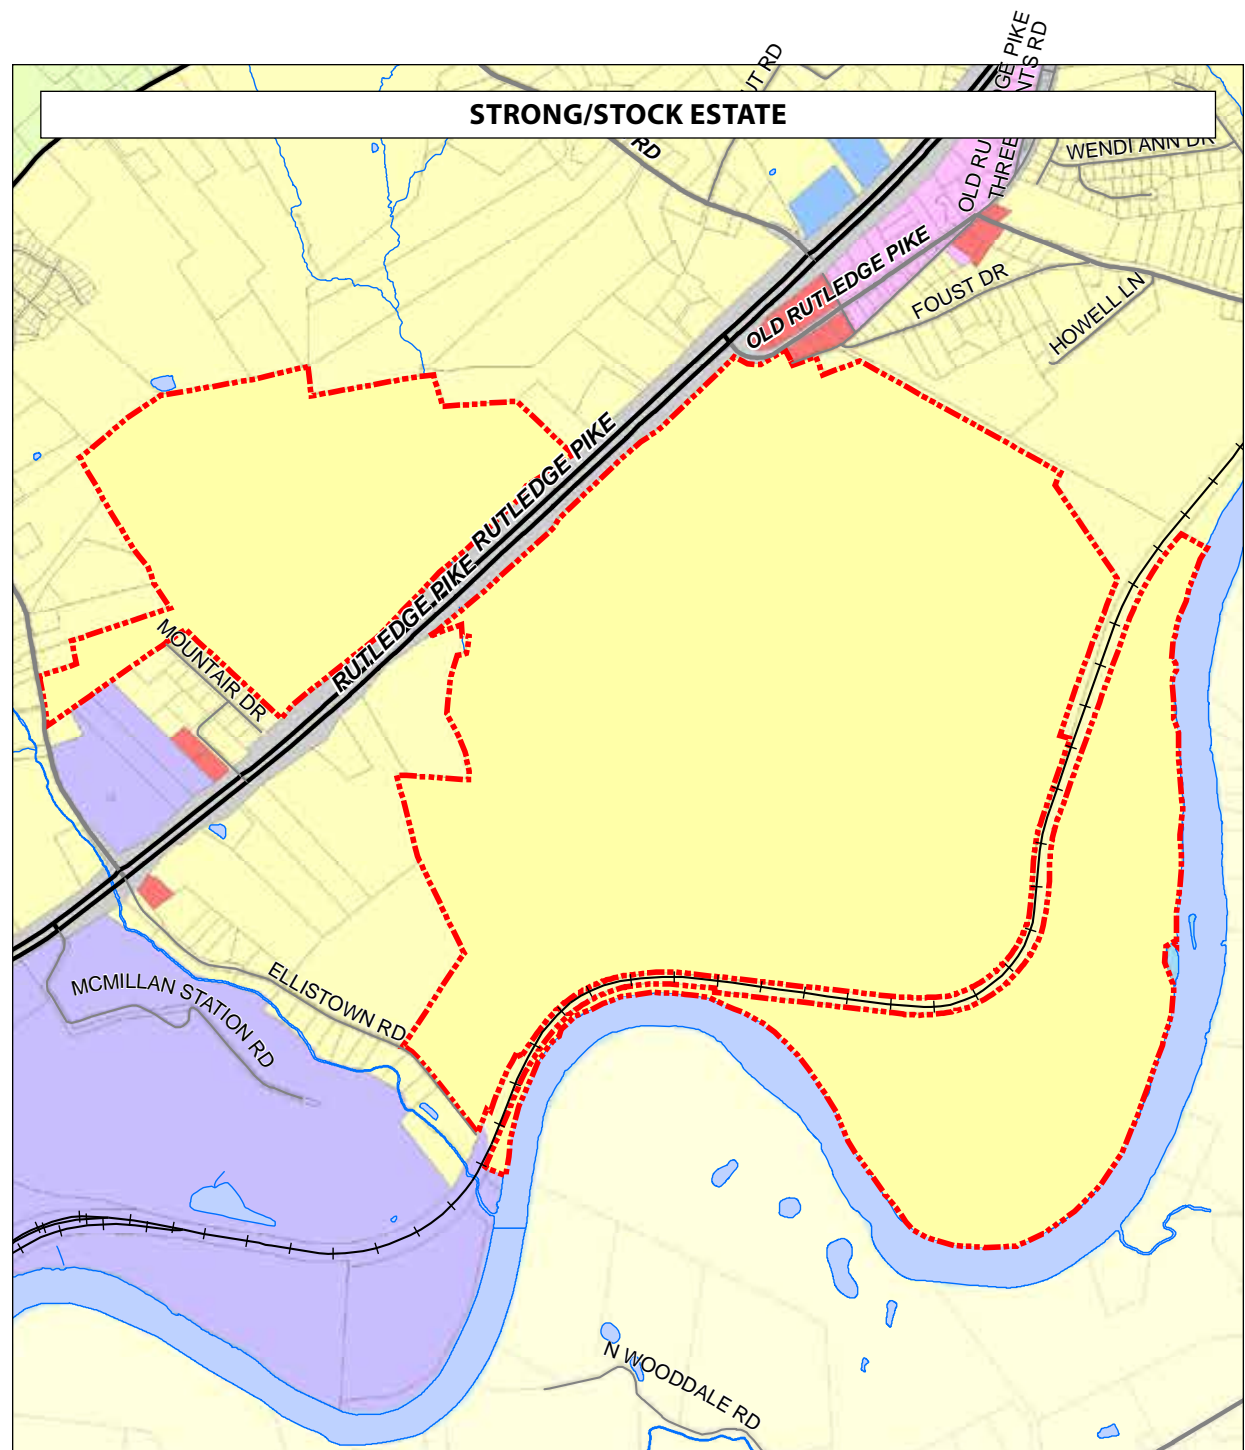 STRONG/STOCK ESTATE
RD
OLD RUTLEDGE PIKE
WENDI ANN DR
FOUST DR
HOWELL LN
RUTLEDGE PIKE
RUTLEDGE PIKE
MOUNTAIR DR
ELLISTOWN RD
MCMILLAN STATION RD
N WOODDALE RD